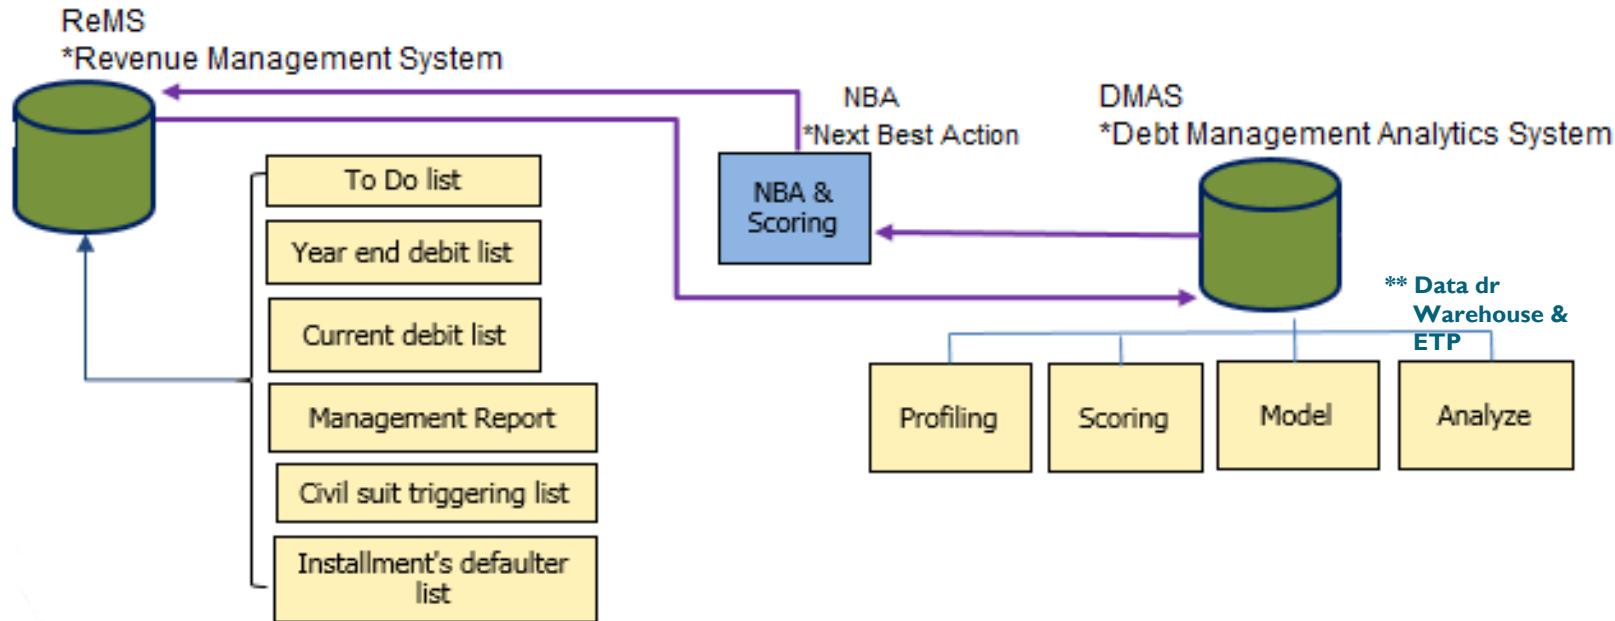 ReMS
*Revenue Management System
NBA
*Next Best Action
DMAS
*Debt Management Analytics System
To Do list
Year end debit list
Current debit list
Management Report
Civil suit triggering list
Installment's defaulter
list
NBA &
Scoring
** Data dr
Warehouse &
ETP
Profiling
Scoring
Model
Analyze